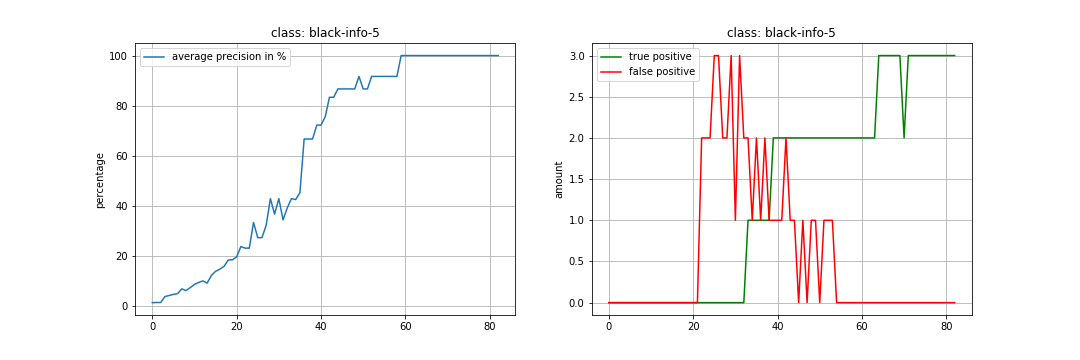 class: black-info-5
average precision in %
percentage
100
80
60
40
20
0
0 20 40 60 80
class: black-info-5
true positive
false positive
amount
3.0
2.5
2.0
1.5
1.0
0.5
0.0
0 20 40 60 80